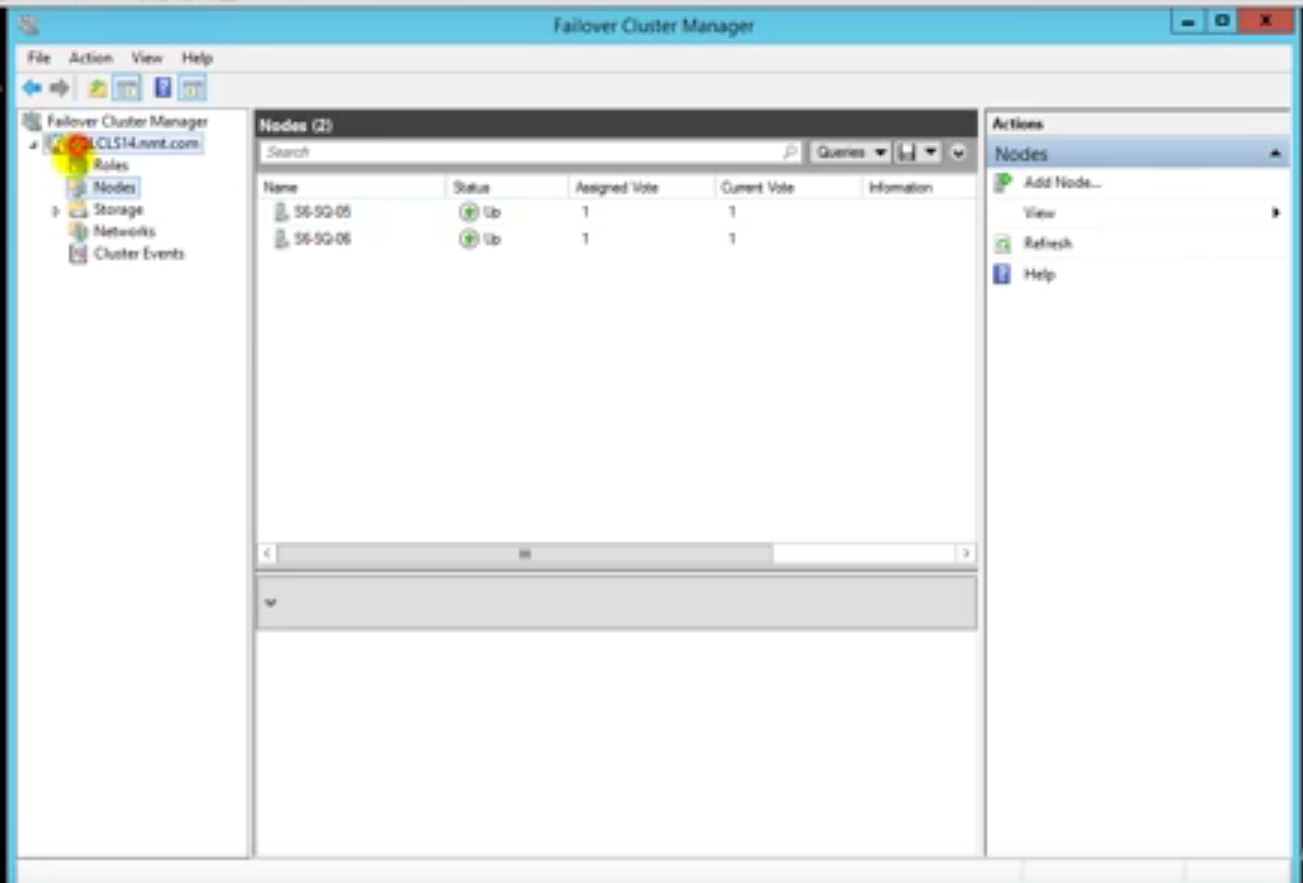 Failover Cluster Manager
File Action View Help
Failover Cluster Manager
LCLS14.nmt.com
Roles
Nodes
Storage
Networks
Cluster Events
Nodes (2)
Search Queries
Name Status Assigned Vote Current Vote Information
S6-SQ-05 Up 1 1
S6-SQ-06 Up 1 1
Actions
Nodes
Add Node...
View
Refresh
Help